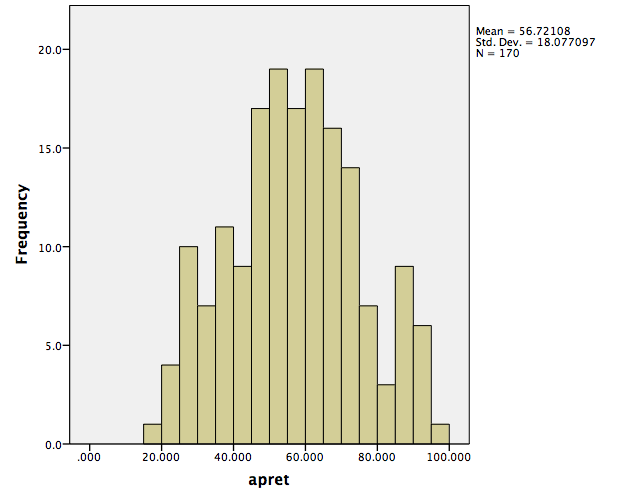 Mean = 56.72108
Std. Dev. = 18.077097
N = 170
Frequency
20.0
15.0
10.0
5.0
0.0
.000 20.000 40.000 60.000 80.000 100.000
apret